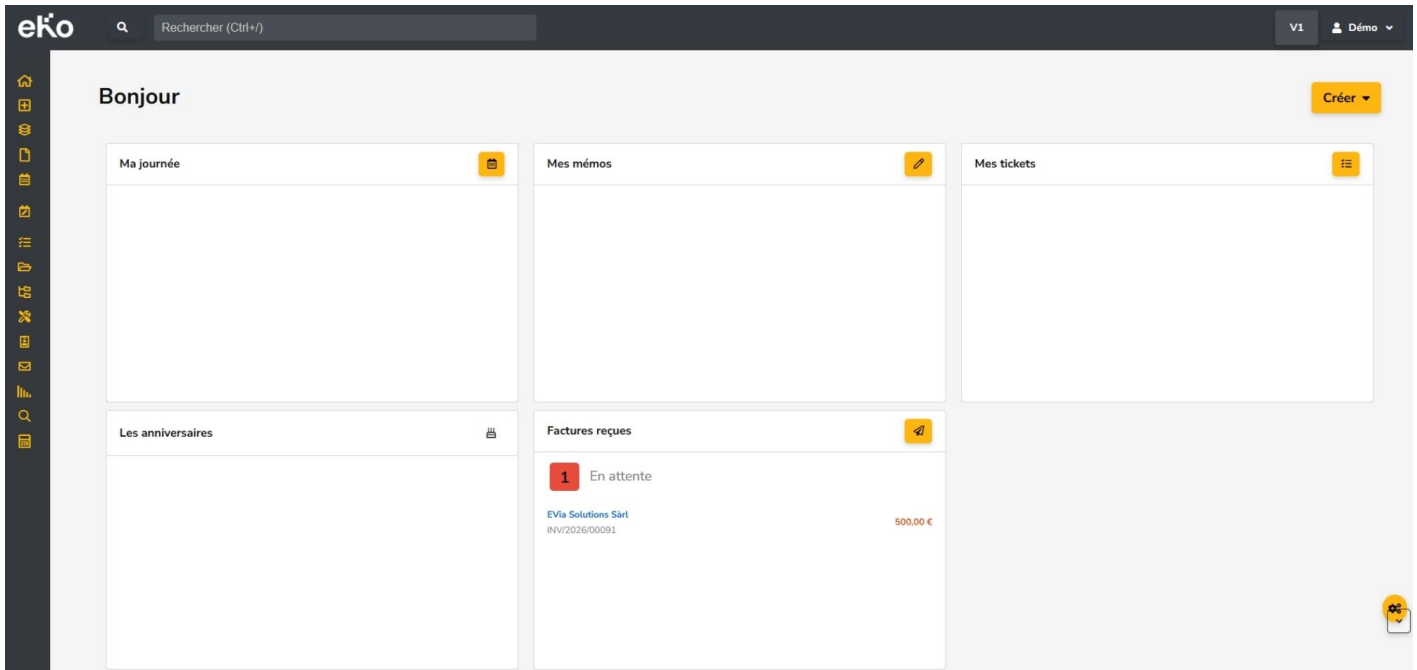 eko
Rechercher (Ctrl+/)
V1
Démo
Bonjour
Créer
Ma journée
Mes mémos
Mes tickets
Les anniversaires
Factures reçues
1 En attente
EVia Solutions Sàrl
500,00 €
INV/2026/00091